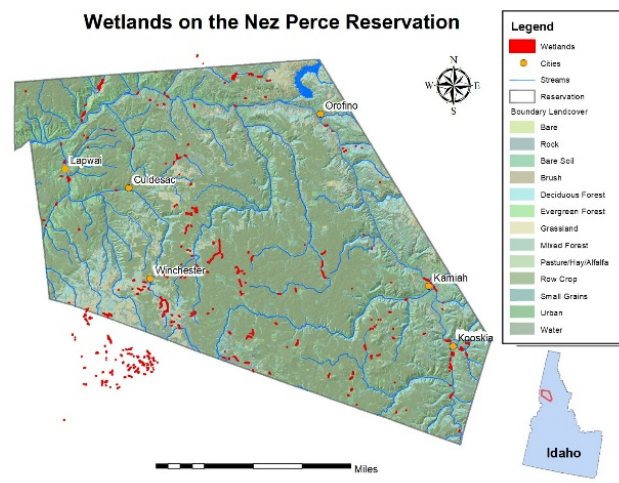 Wetlands on the Nez Perce Reservation
Legend
Wetlands
Cities
Streams
Reservation
Boundary Landcover
Bare
Rock
Bare Soil
Brush
Deciduous Forest
Evergreen Forest
Grassland
Mixed Forest
Pasture/Hay/Alfalfa
Row Crop
Small Grains
Urban
Water
N
W
E
S
Orofino
Lapwai
Culdesac
Winchester
Kamiah
Kooskia
Miles
Idaho